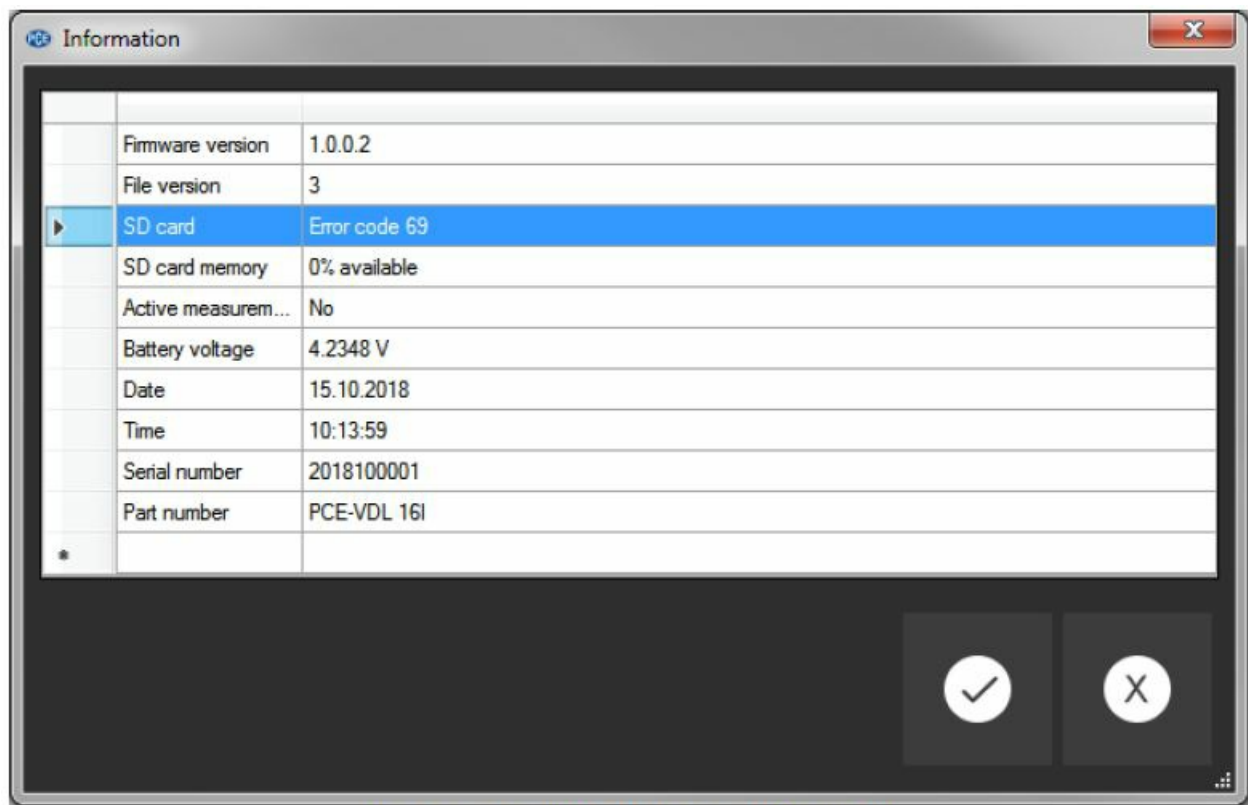 PCE Information X
Firmware version 1.0.0.2
File version 3
SD card Error code 69
SD card memory 0% available
Active measurem... No
Battery voltage 4.2348 V
Date 15.10.2018
Time 10:13:59
Serial number 2018100001
Part number PCE-VDL 16I
*
X